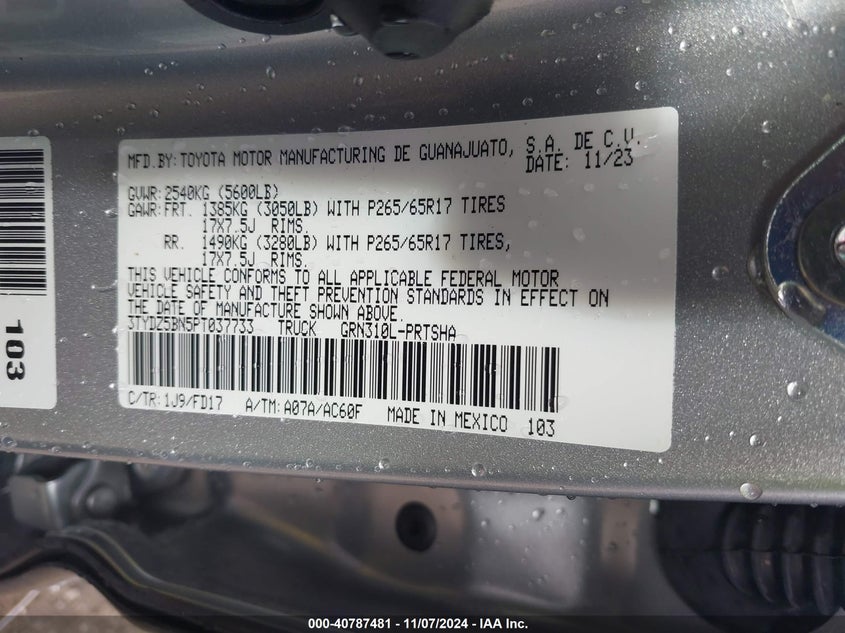 MFD.BY:TOYOTA MOTOR MANUFACTURING DE GUANAJUATO, S.A. DE C.V.
DATE: 11/23
GVWR:2540KG (5600LB)
GAWR:FRT. 1385KG (3050LB) WITH P265/65R17 TIRES
17X7.5J RIMS.
RR. 1490KG (3280LB) WITH P265/65R17 TIRES,
17X7.5J RIMS.
THIS VEHICLE CONFORMS TO ALL APPLICABLE FEDERAL MOTOR
VEHICLE SAFETY AND THEFT PREVENTION STANDARDS IN EFFECT ON
THE DATE OF MANUFACTURE SHOWN ABOVE.
3TYDZ5BN5PT037733 TRUCK GRN310L-PRTSHA
C/TR:1J9/FD17 A/TM:A07A/AC60F MADE IN MEXICO 103
103
000-40787481 - 11/07/2024 - IAA Inc.